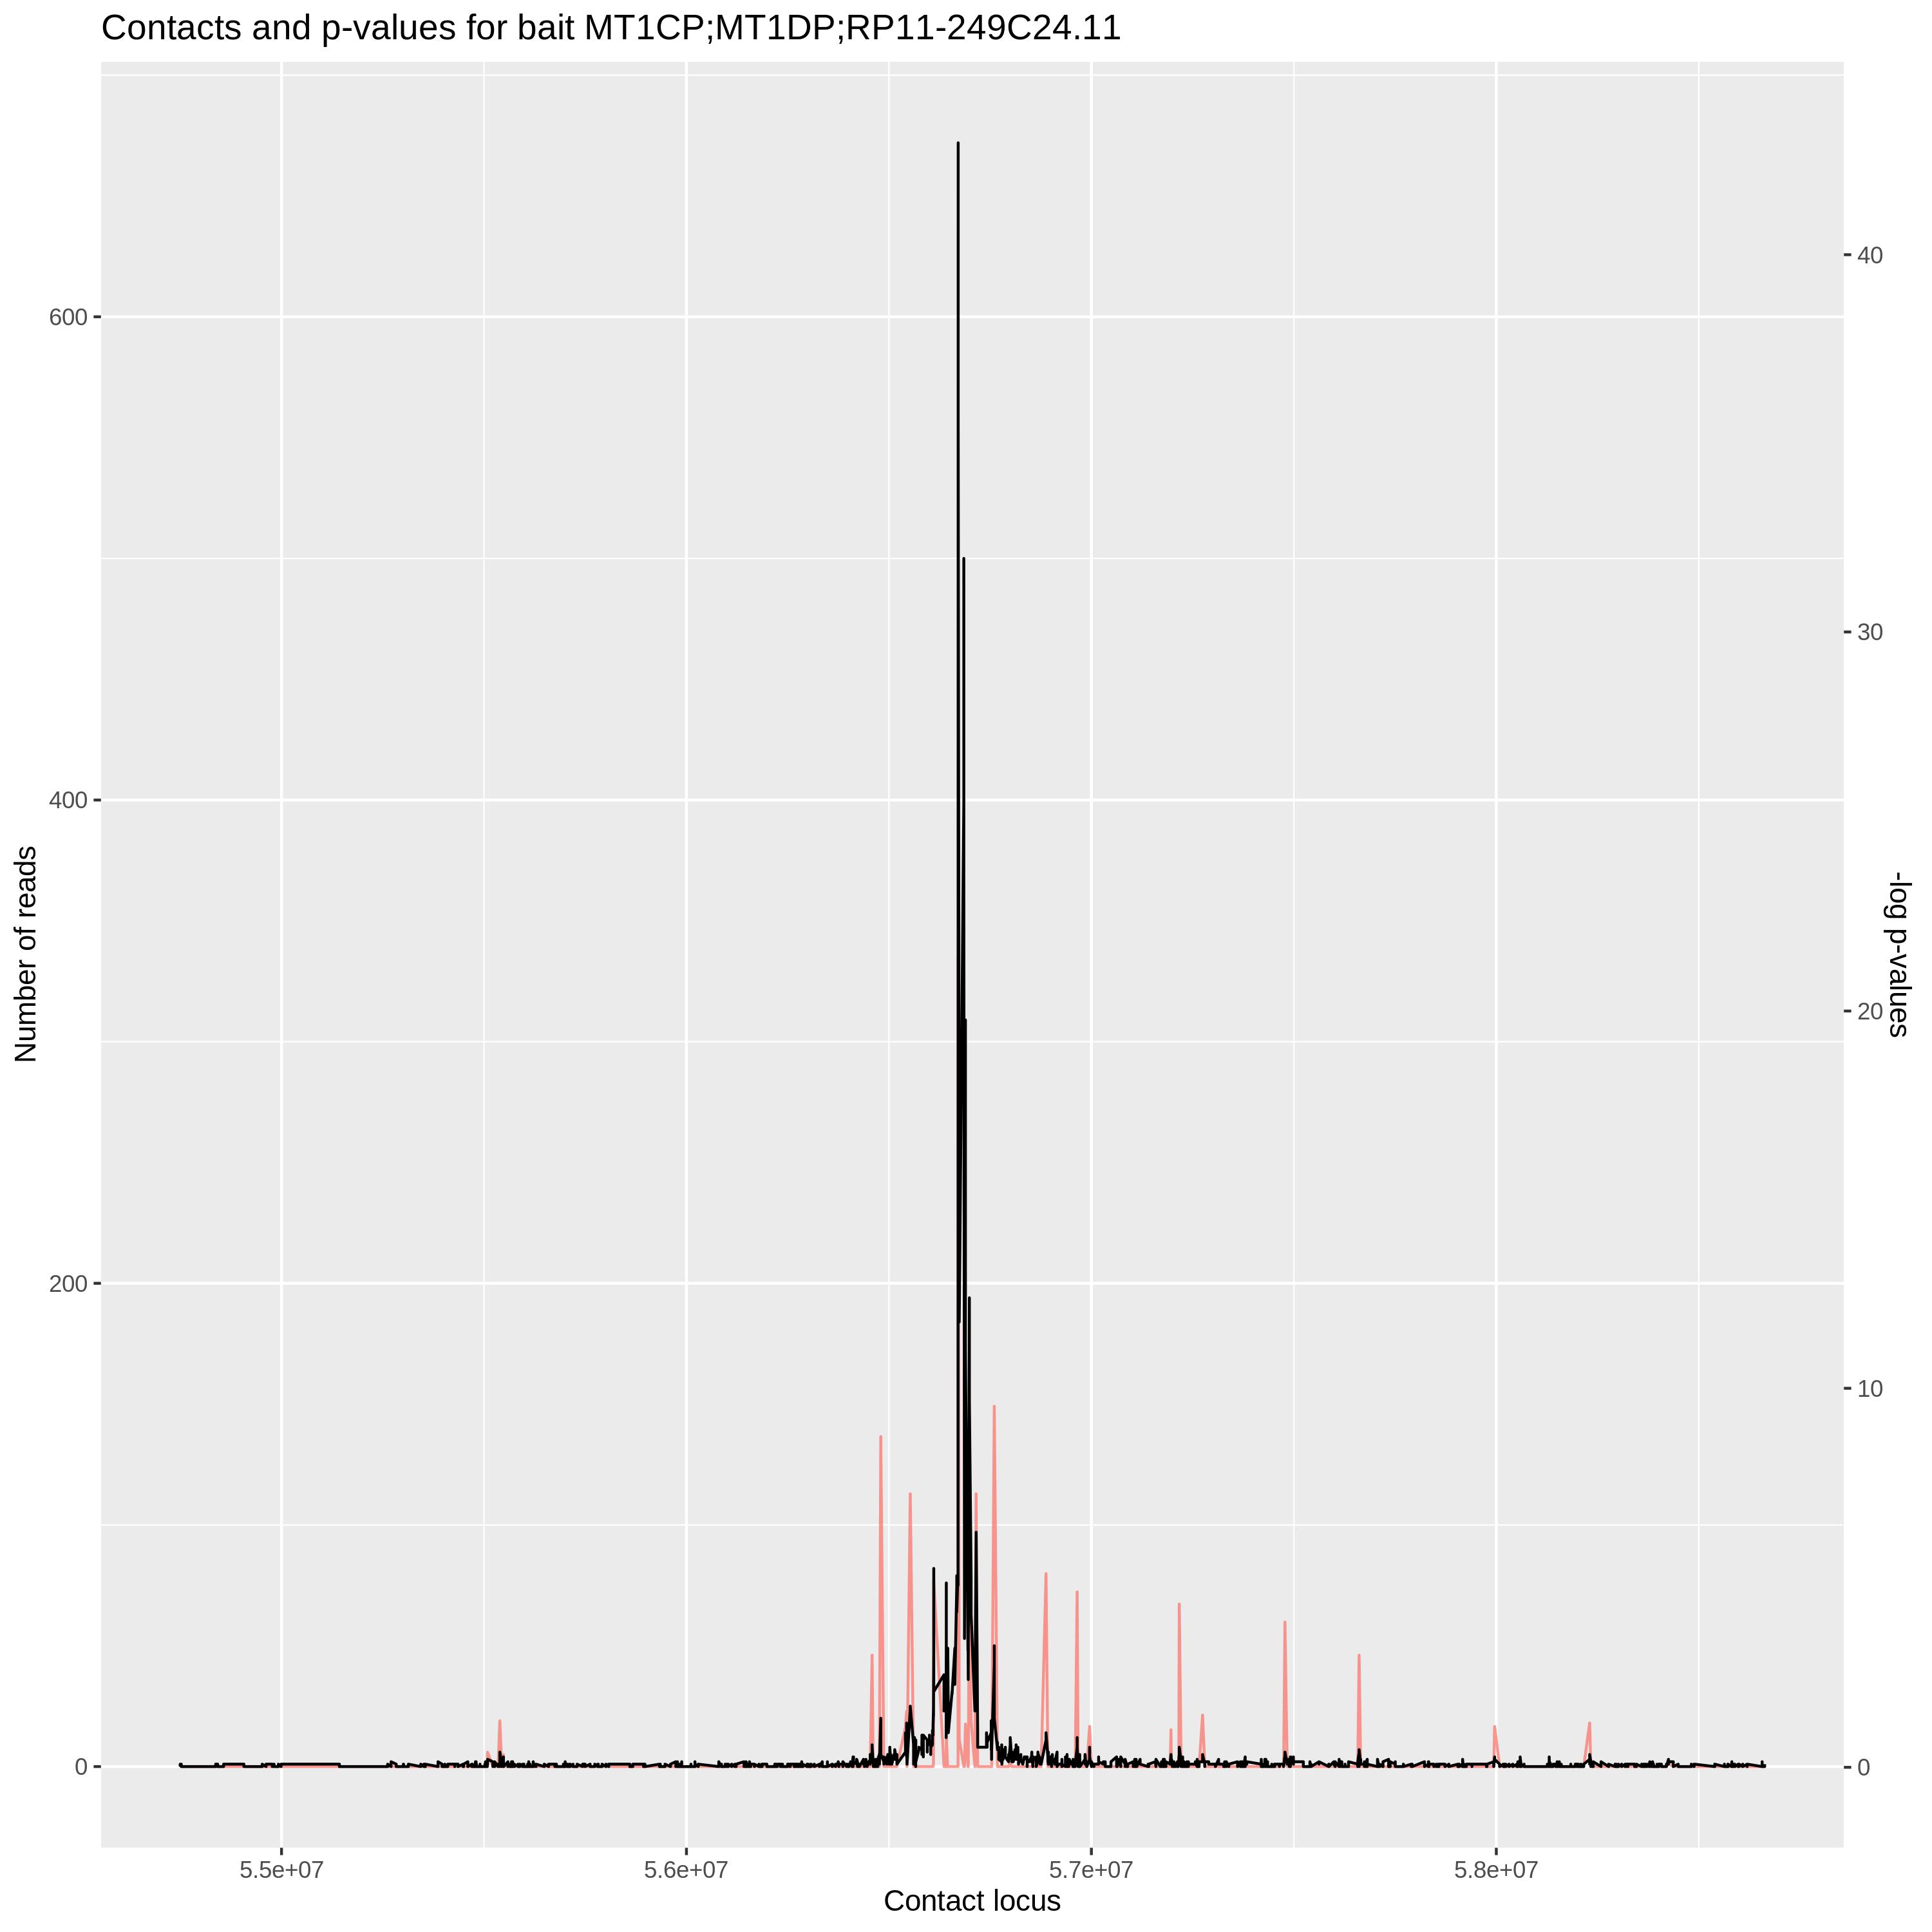 Contacts and p-values for bait MT1CP;MT1DP;RP11-249C24.11
600
400
200
0
Number of reads
40
30
20
10
0
-log p-values
5.5e+07
5.6e+07
5.7e+07
5.8e+07
Contact locus